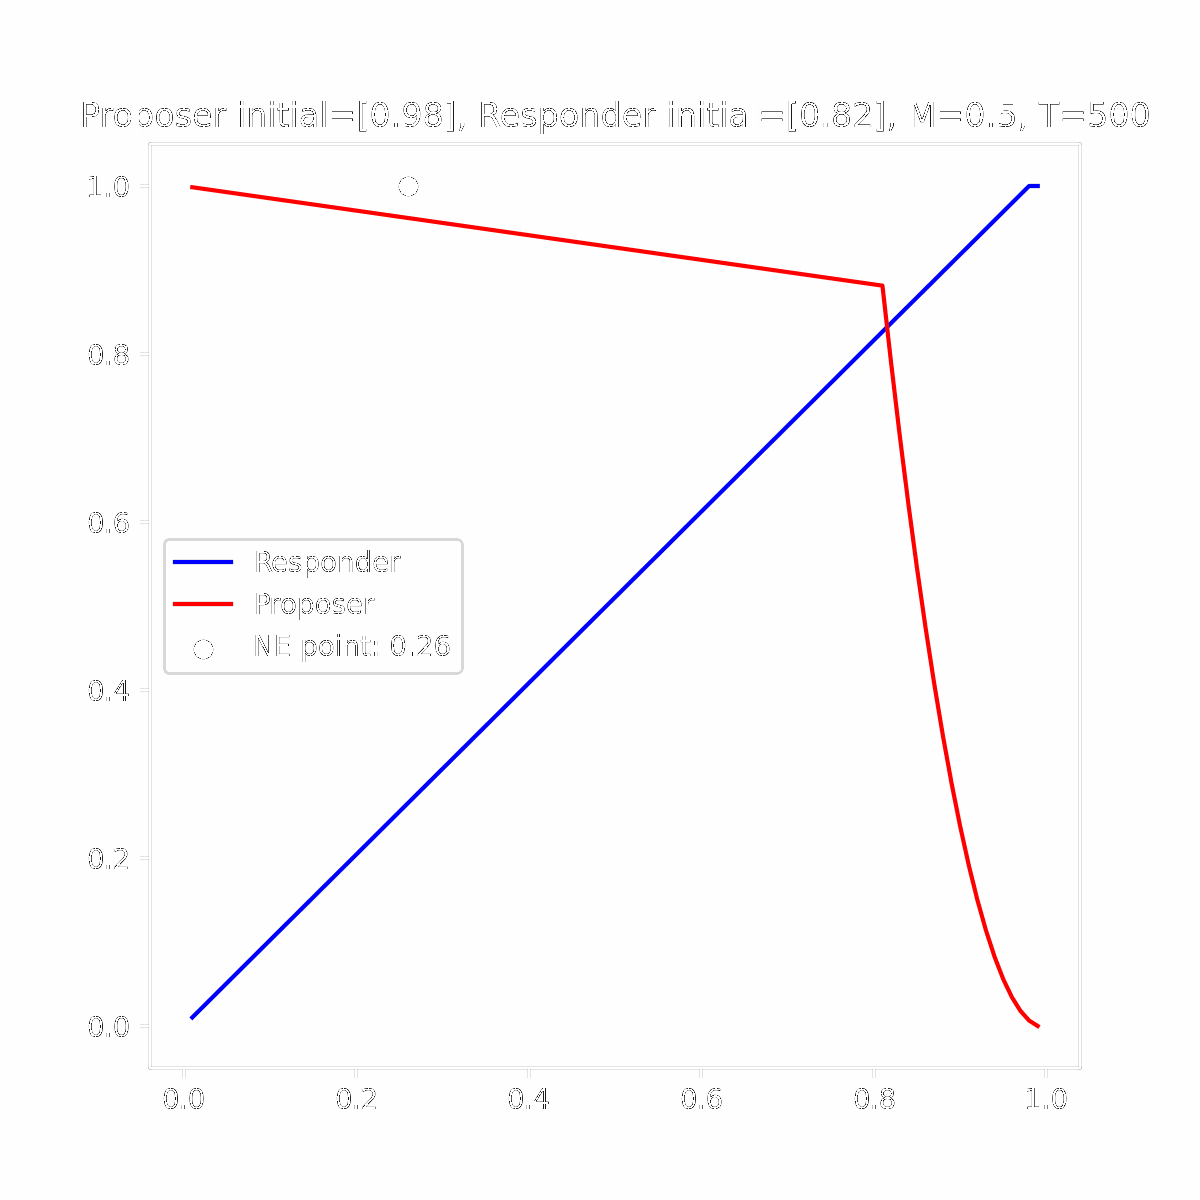 Proposer initial=[0.98], Responder initia =[0.82], M=0.5, T=500
1.0
0.8
0.6
0.4
0.2
0.0
Responder
Proposer
NE point: 0.26
0.0 0.2 0.4 0.6 0.8 1.0